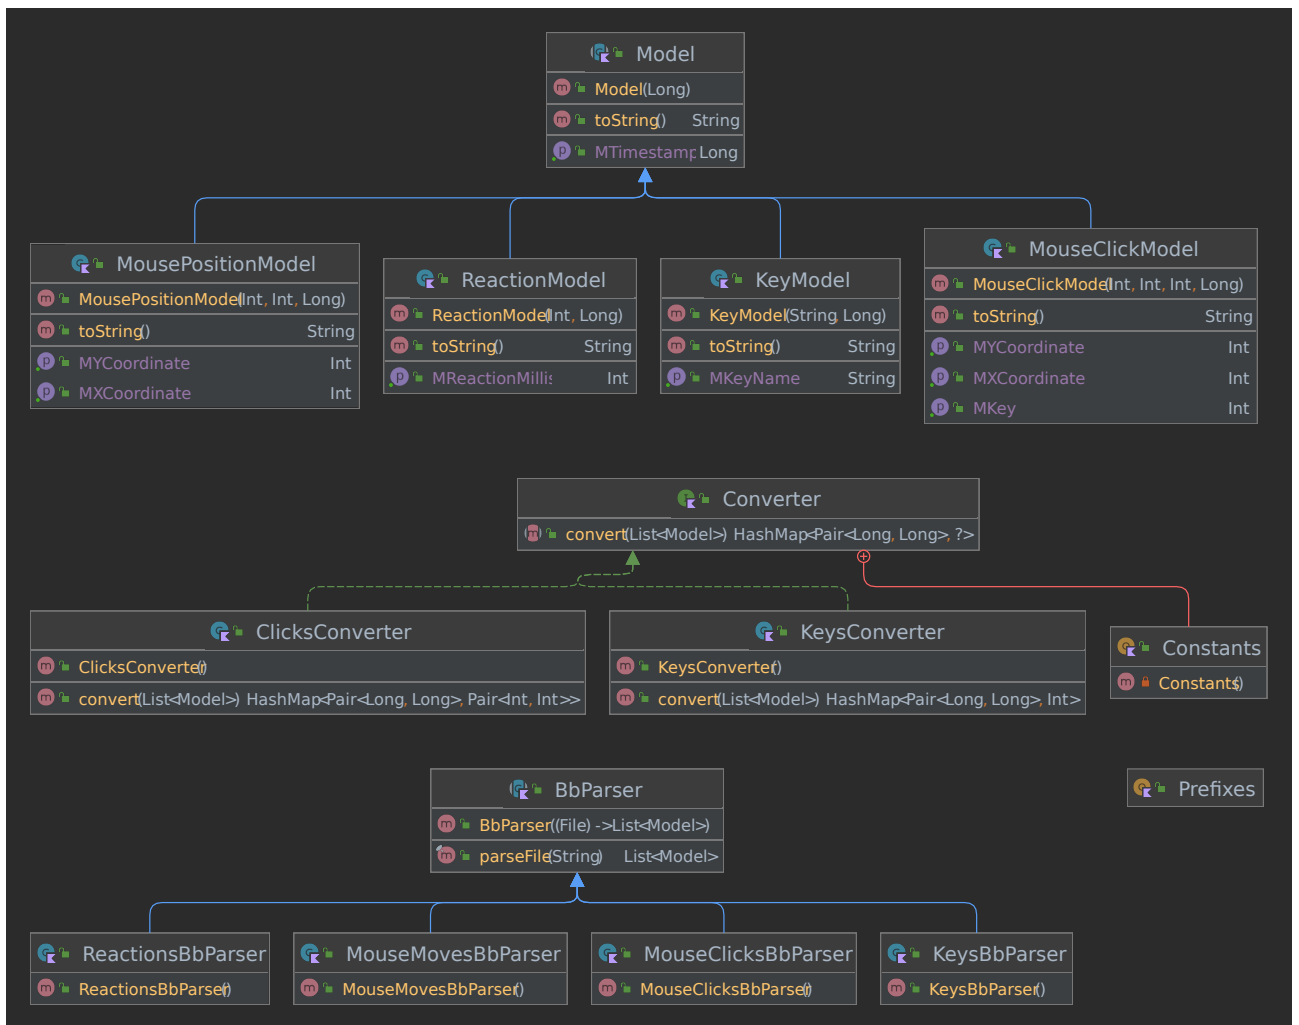 Model
Model(Long)
toString() String
MTimestamp Long
MousePositionModel
MousePositionModel(Int, Int, Long)
toString() String
MYCoordinate Int
MXCoordinate Int
ReactionModel
ReactionModel(Int, Long)
toString() String
MReactionMillis Int
KeyModel
KeyModel(String, Long)
toString() String
MKeyName String
MouseClickModel
MouseClickModel(Int, Int, Int, Long)
toString() String
MYCoordinate Int
MXCoordinate Int
MKey Int
Converter
convert(List<Model>) HashMap<Pair<Long, Long>, ?>
ClicksConverter
ClicksConverter()
convert(List<Model>) HashMap<Pair<Long, Long>, Pair<Int, Int>>
KeysConverter
KeysConverter()
convert(List<Model>) HashMap<Pair<Long, Long>, Int>
Constants
Constants()
BbParser
BbParser((File) -> List<Model>)
parseFile(String) List<Model>
Prefixes
ReactionsBbParser
ReactionsBbParser()
MouseMovesBbParser
MouseMovesBbParser()
MouseClicksBbParser
MouseClicksBbParser()
KeysBbParser
KeysBbParser()